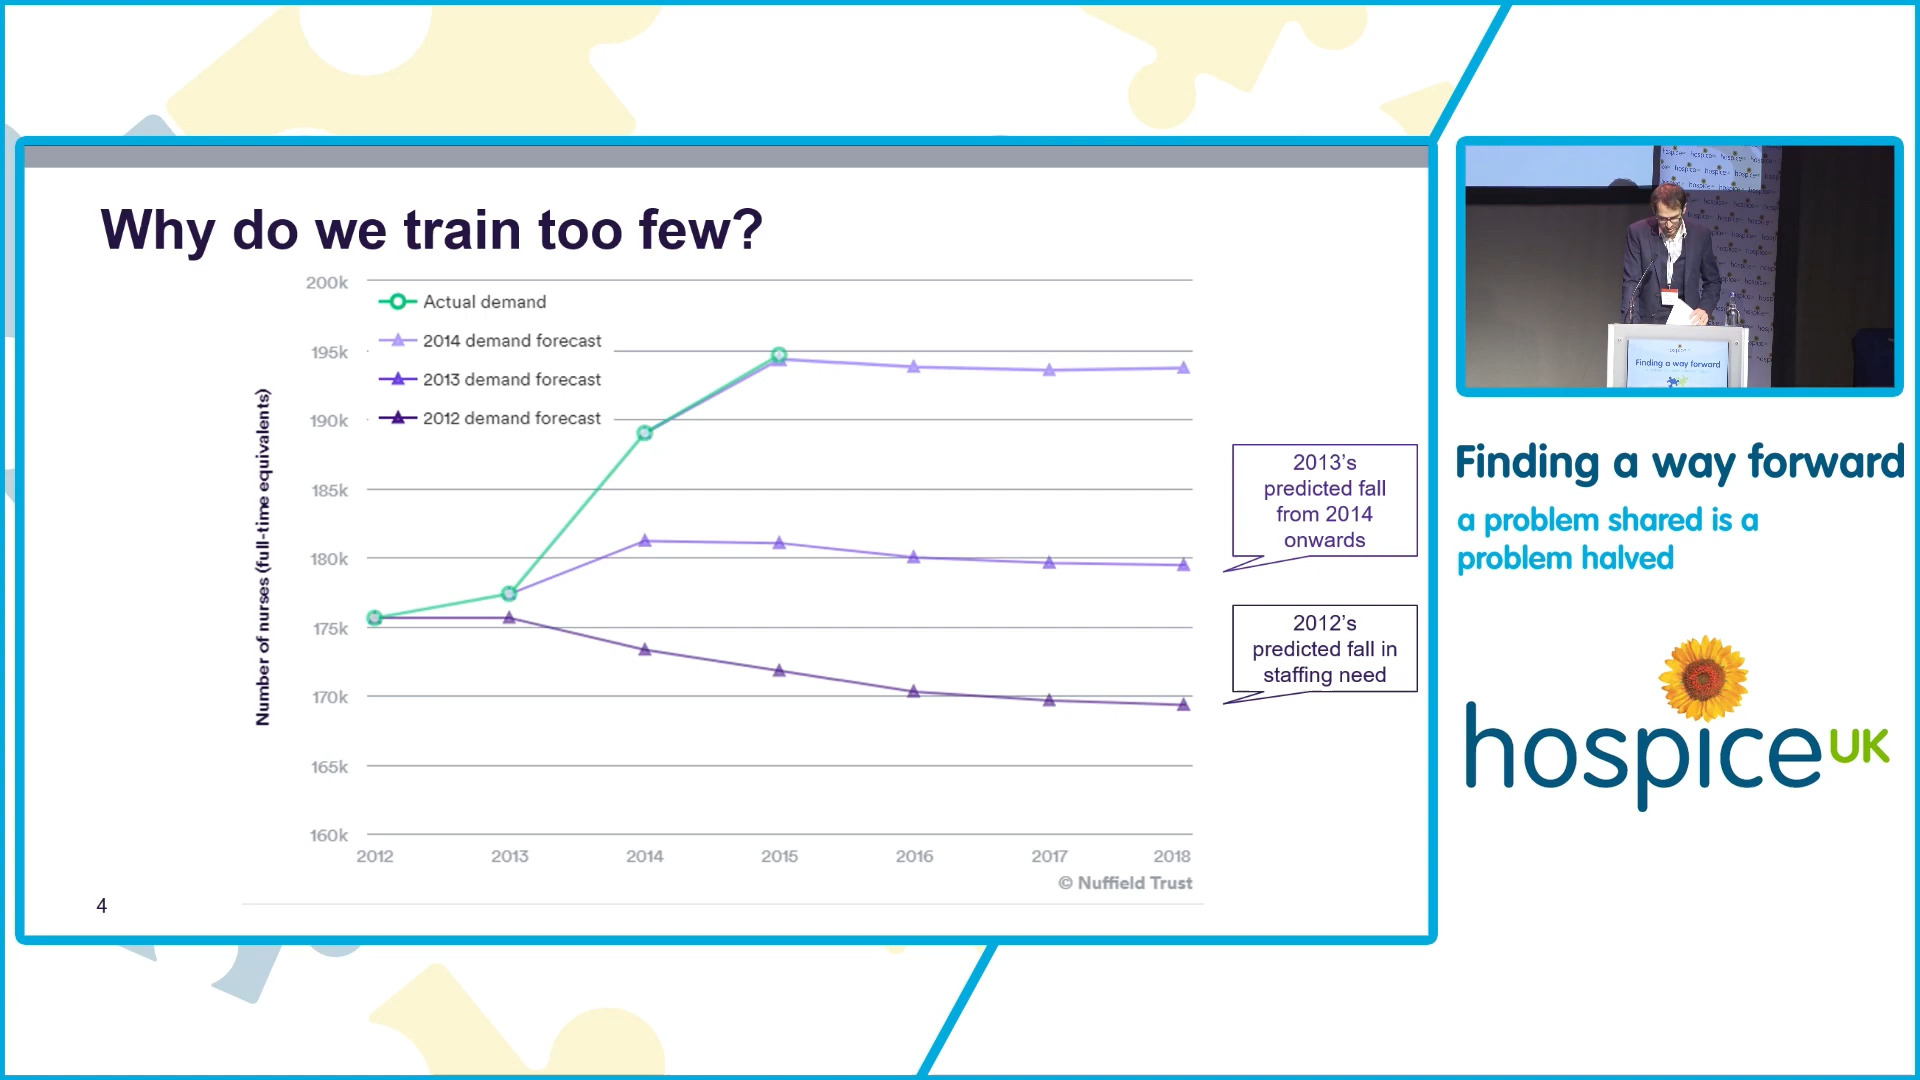 Why do we train too few?
200k
195k
190k
185k
180k
175k
170k
165k
160k
Number of nurses (full-time equivalents)
Actual demand
2014 demand forecast
2013 demand forecast
2012 demand forecast
2013’s
predicted fall
from 2014
onwards
2012’s
predicted fall in
staffing need
2012 2013 2014 2015 2016 2017 2018
© Nuffield Trust
4
Finding a way forward
Finding a way forward
a problem shared is a
problem halved
hospice UK